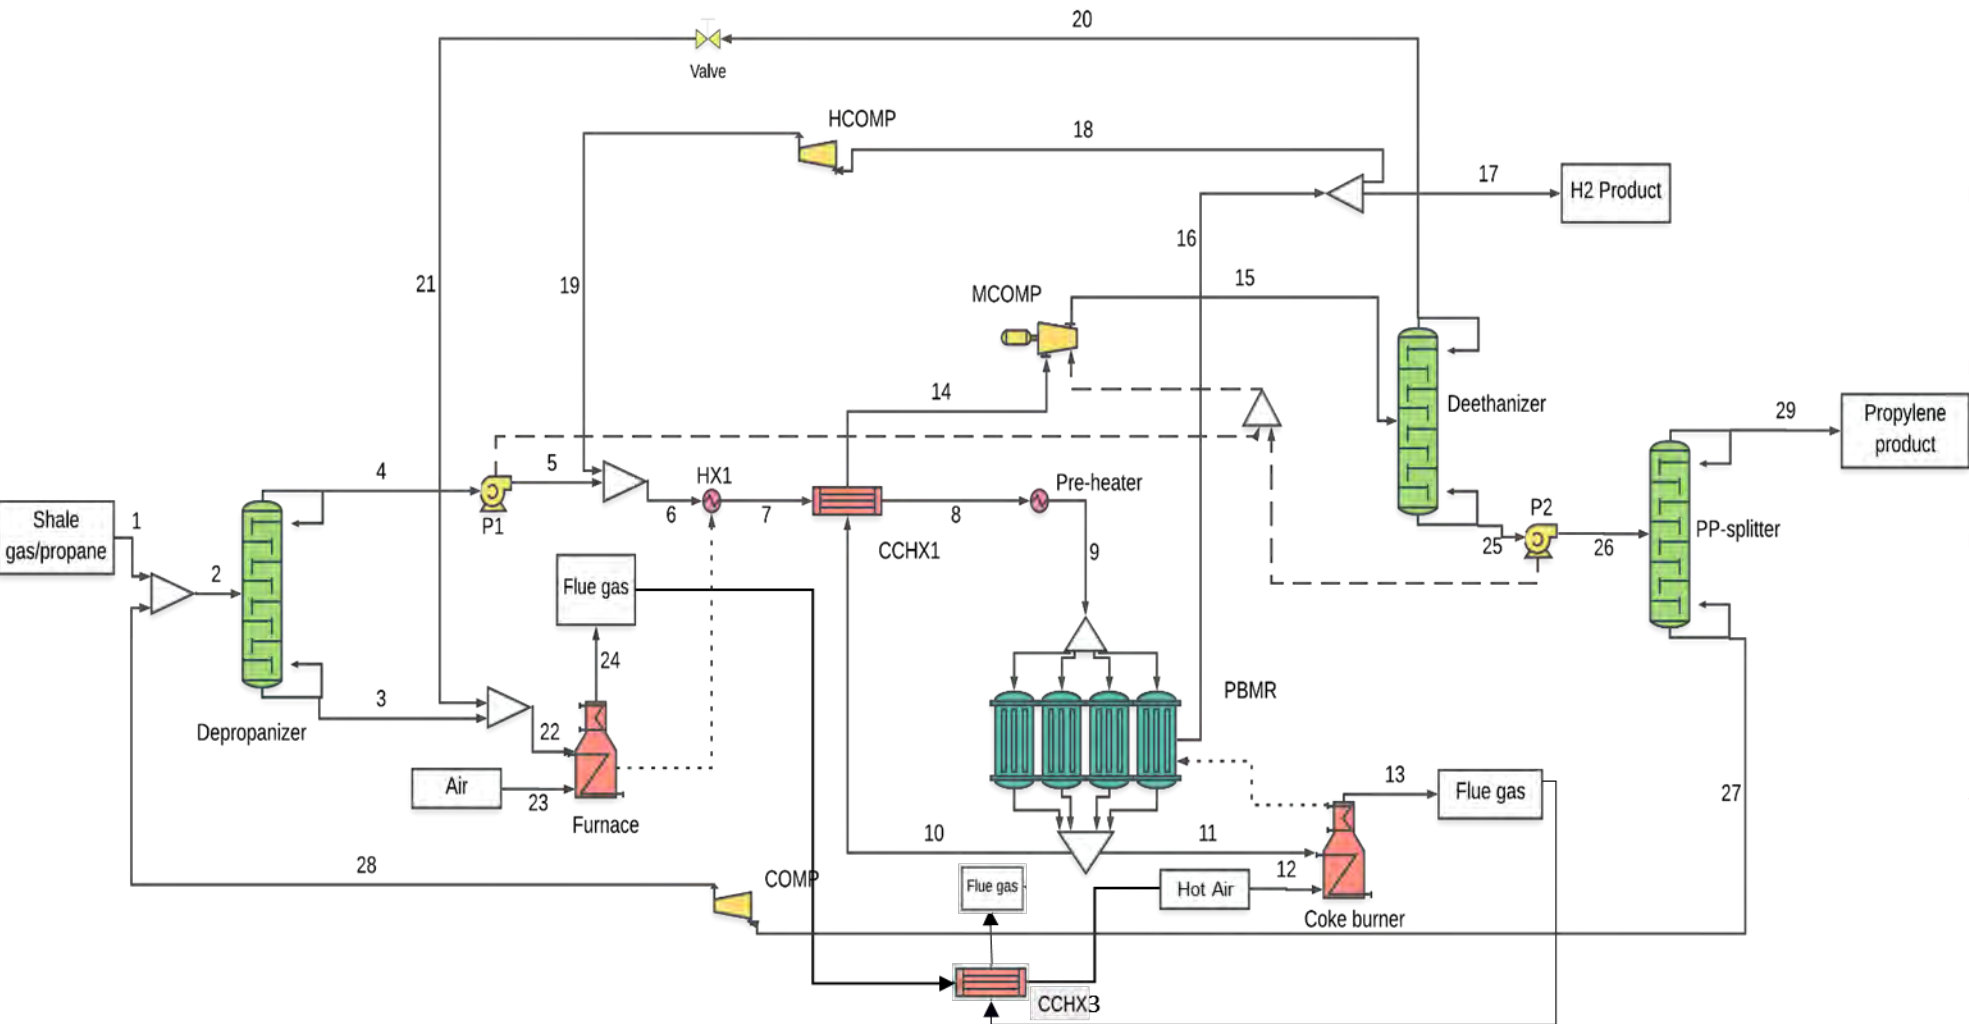 20
Valve
HCOMP
18
17
H2 Product
16
21
19
15
MCOMP
14
Deethanizer
29
Propylene
product
4
5
HX1
Pre-heater
Shale
gas/propane
1
P1
6
7
8
P2
PP-splitter
CCHX1
25
26
9
2
Flue gas
24
3
PBMR
Depropanizer
22
Air
23
Furnace
13
Flue gas
27
10
11
28
COMP
Flue gas
Hot Air
12
Coke burner
CCHX3